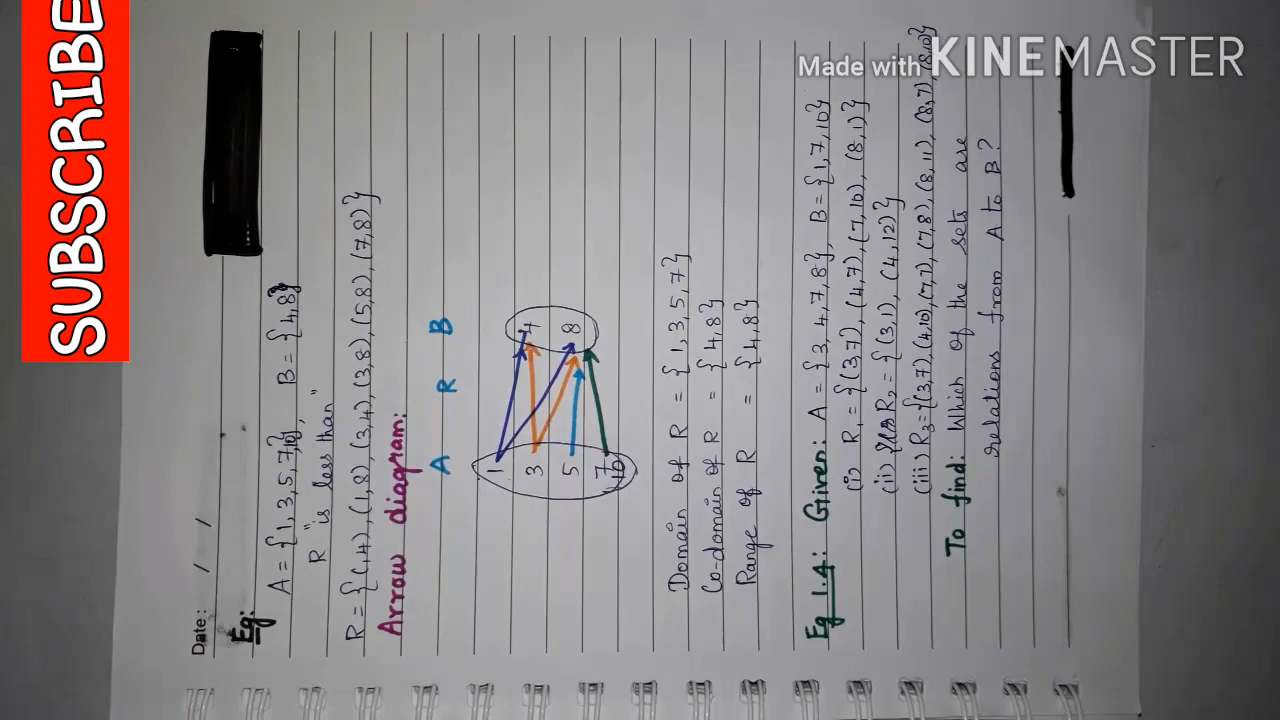 SUBSCRIBE
Made with KINEMASTER
Date: / /
Eg:
A = {1,3,5,7,10}, B = {4,8}
R "is less than"
R = {(1,4),(1,8),(3,4),(3,8),(5,8),(7,8)}
Arrow diagram:
A R B
1 4
3
5 8
7
10
Domain of R = {1,3,5,7}
Co-domain of R = {4,8}
Range of R = {4,8}
Eg 1.4: Given: A = {3,4,7,8}, B = {1,7,10}
(i) R₁ = {(3,7),(4,7),(7,10),(8,1)}
(ii) R₂ = {(3,1),(4,12)}
(iii) R₃ = {(3,7),(4,10),(7,7),(7,8),(8,11),(8,7),(8,10)}
To find: Which of the sets are
relations from A to B?